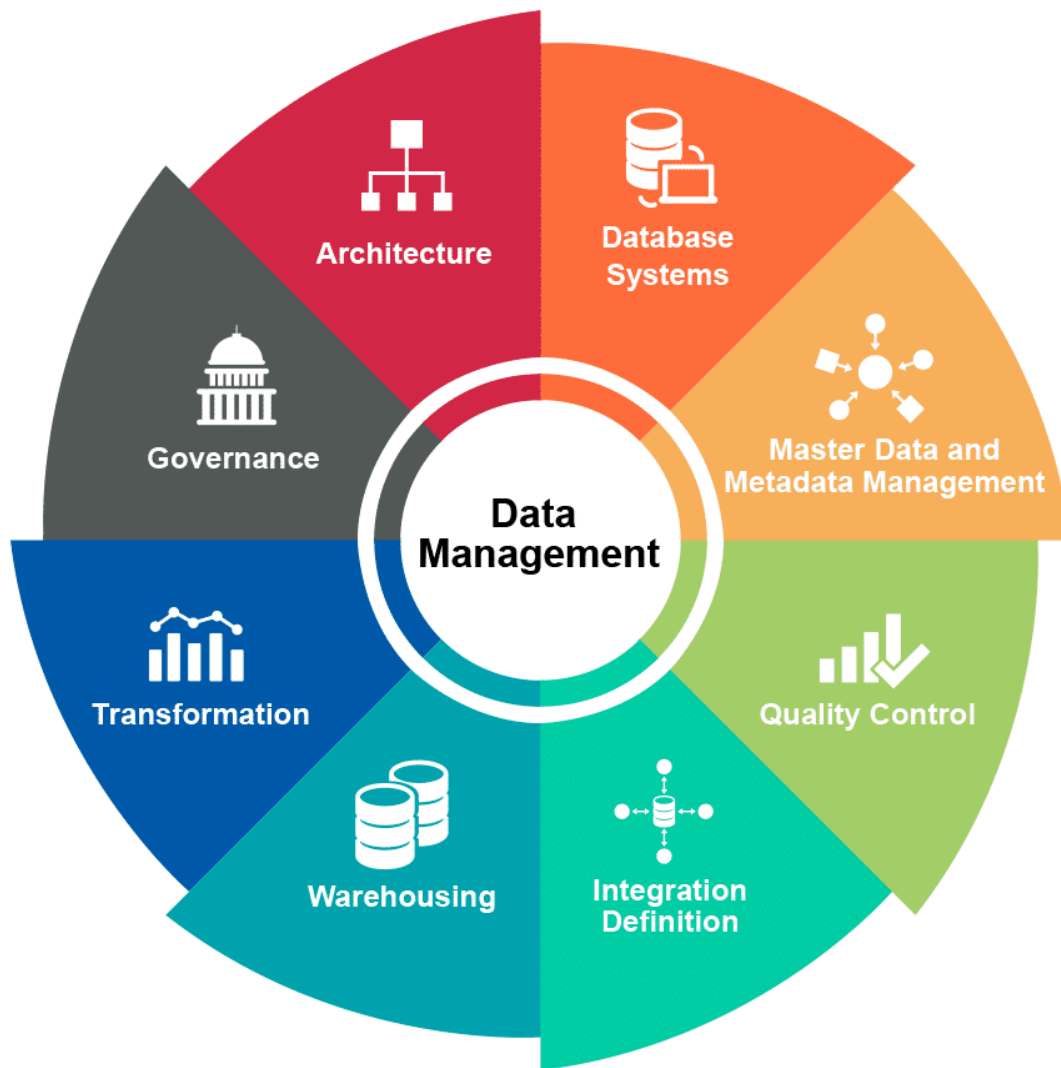 Architecture
Database
Systems
Governance
Master Data and
Metadata Management
Data
Management
Transformation
Quality Control
Warehousing
Integration
Definition